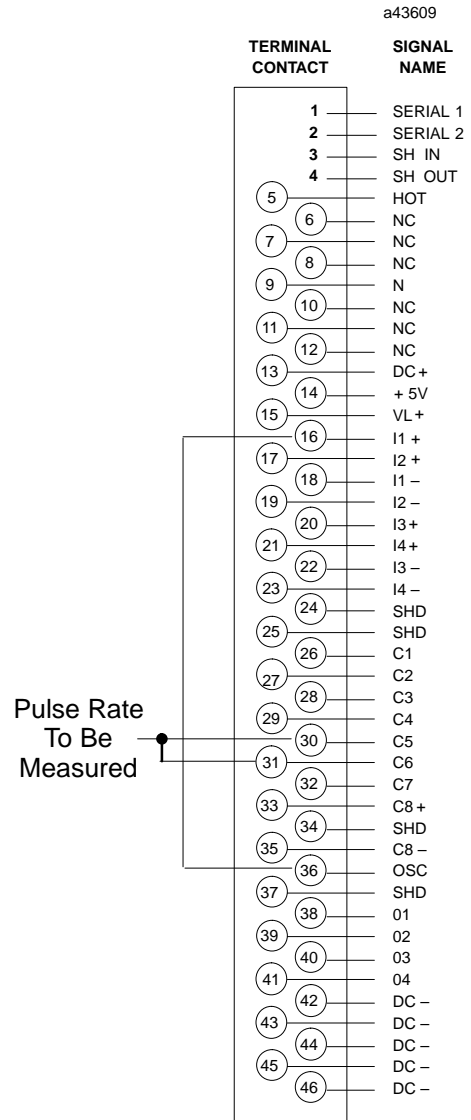 a43609
TERMINAL CONTACT SIGNAL NAME
1 SERIAL 1
2 SERIAL 2
3 SH IN
4 SH OUT
5 HOT
6 NC
7 NC
8 NC
9 N
10 NC
11 NC
12 NC
13 DC+
14 + 5V
15 VL+
16 I1 +
17 I2 +
18 I1 –
19 I2 –
20 I3+
21 I4+
22 I3 –
23 I4 –
24 SHD
25 SHD
26 C1
27 C2
28 C3
29 C4
Pulse Rate To Be Measured
30 C5
31 C6
32 C7
33 C8+
34 SHD
35 C8 –
36 OSC
37 SHD
38 01
39 02
40 03
41 04
42 DC –
43 DC –
44 DC –
45 DC –
46 DC –